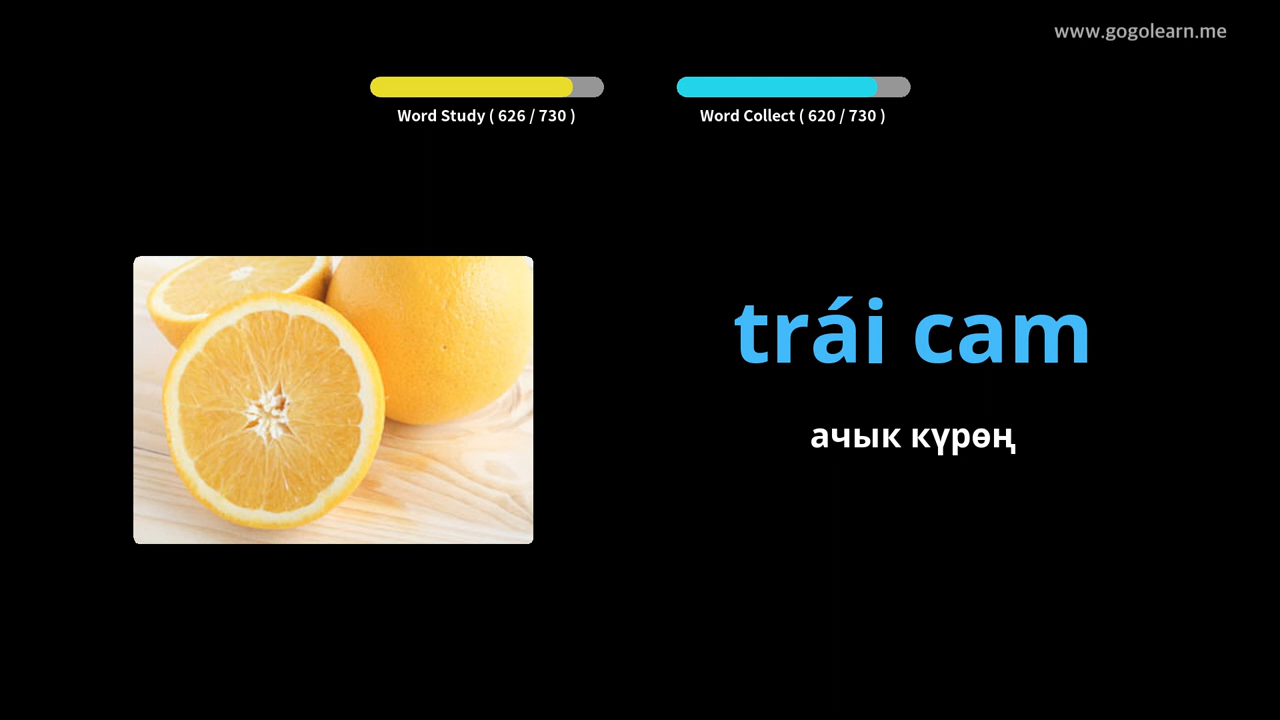 www.gogolearn.me
Word Study ( 626 / 730 )
Word Collect ( 620 / 730 )
trái cam
ачык күрөң